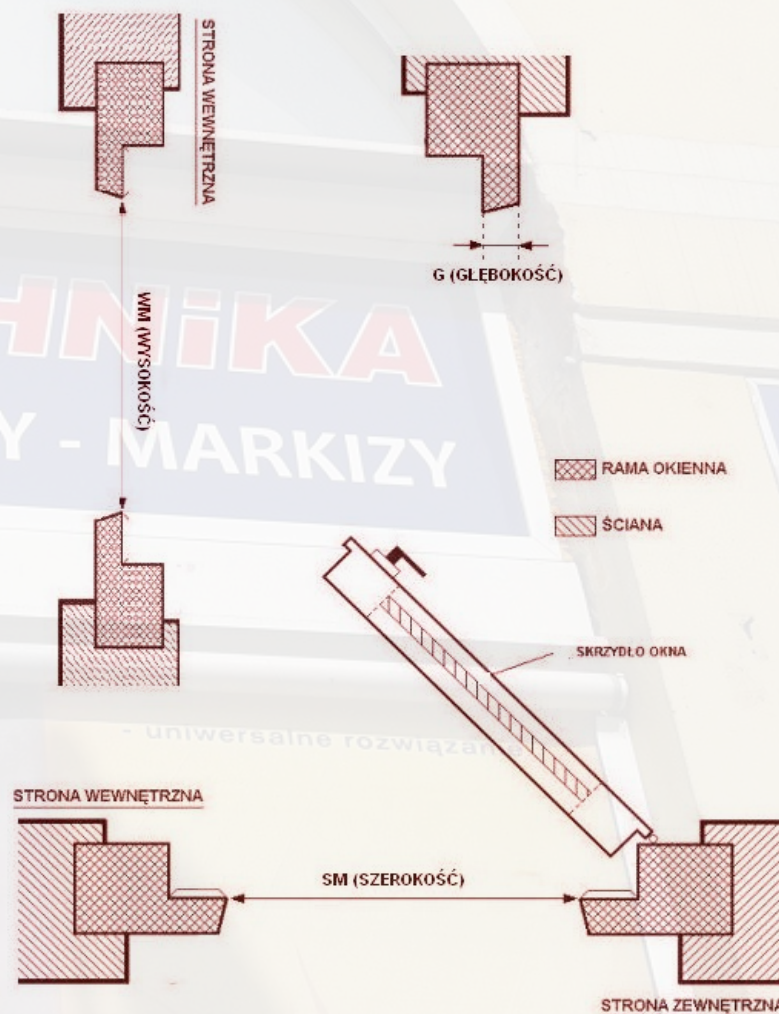 STRONA WEWNĘTRZNA
G (GŁĘBOKOŚĆ)
WM (WYSOKOŚĆ)
HNiKA
Y - MARKIZY
RAMA OKIENNA
ŚCIANA
SKRZYDŁO OKNA
- uniwersalne rozwiązanie
STRONA WEWNĘTRZNA
SM (SZEROKOŚĆ)
STRONA ZEWNĘTRZNA